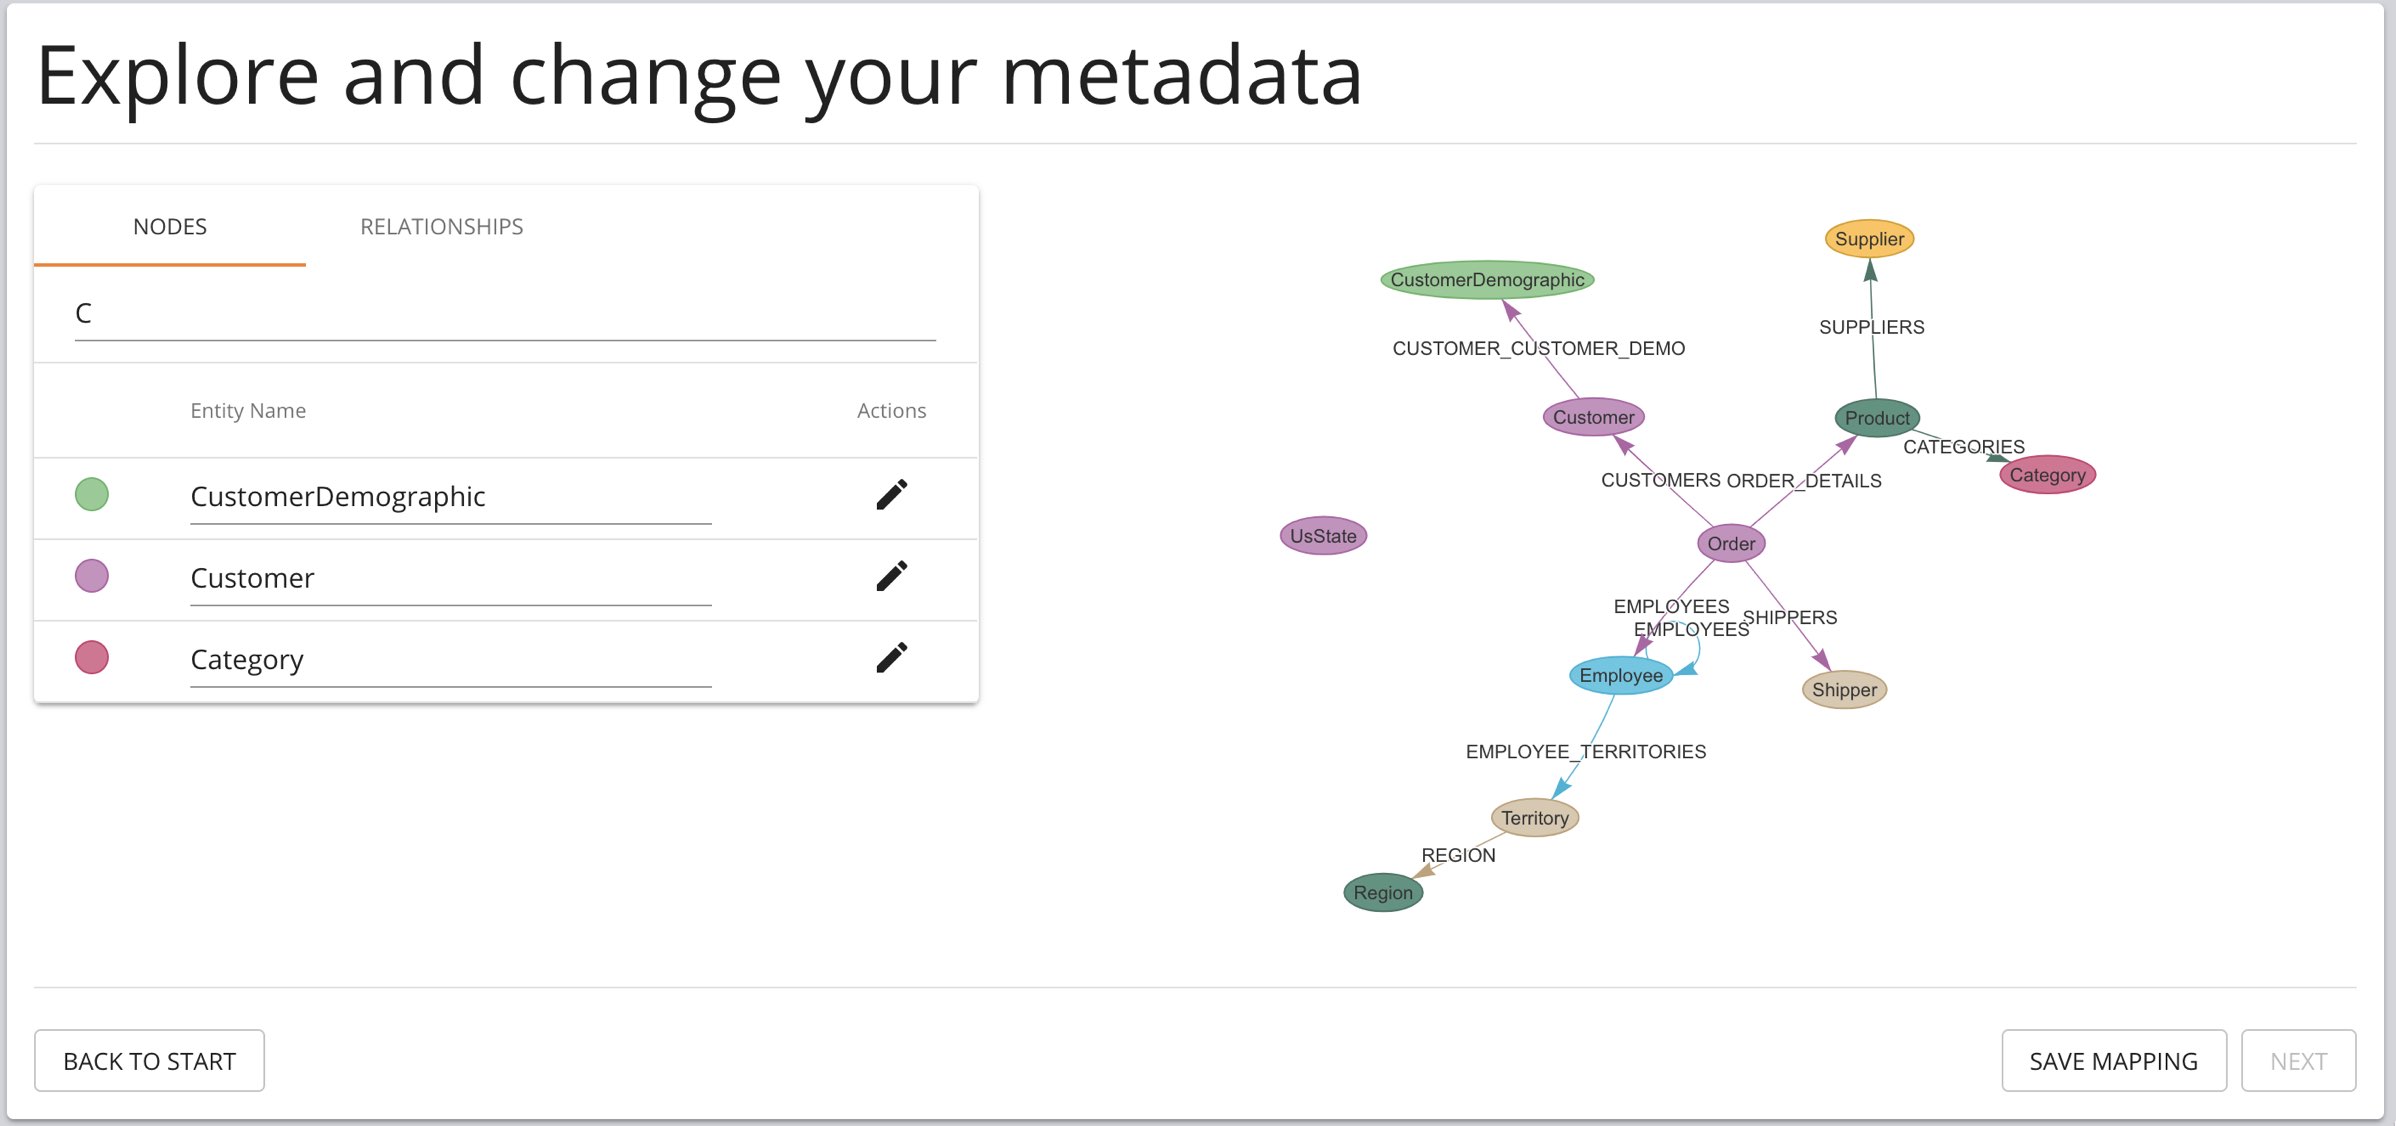 Explore and change your metadata
NODES
RELATIONSHIPS
C
Entity Name
Actions
CustomerDemographic
Customer
Category
Supplier
CustomerDemographic
SUPPLIERS
CUSTOMER_CUSTOMER_DEMO
Customer
Product
CATEGORIES
Category
CUSTOMERS
ORDER_DETAILS
UsState
Order
EMPLOYEES
SHIPPERS
EMPLOYEES
Employee
Shipper
EMPLOYEE_TERRITORIES
Territory
REGION
Region
BACK TO START
SAVE MAPPING
NEXT